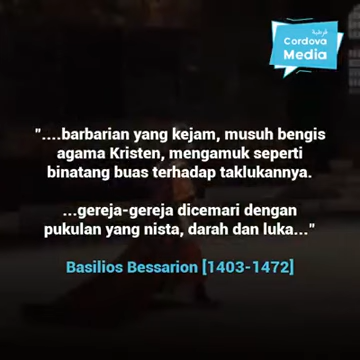 قرطبة
Cordova
Media
"....barbarian yang kejam, musuh bengis
agama Kristen, mengamuk seperti
binatang buas terhadap taklukannya.
...gereja-gereja dicemari dengan
pukulan yang nista, darah dan luka..."
Basilios Bessarion [1403-1472]